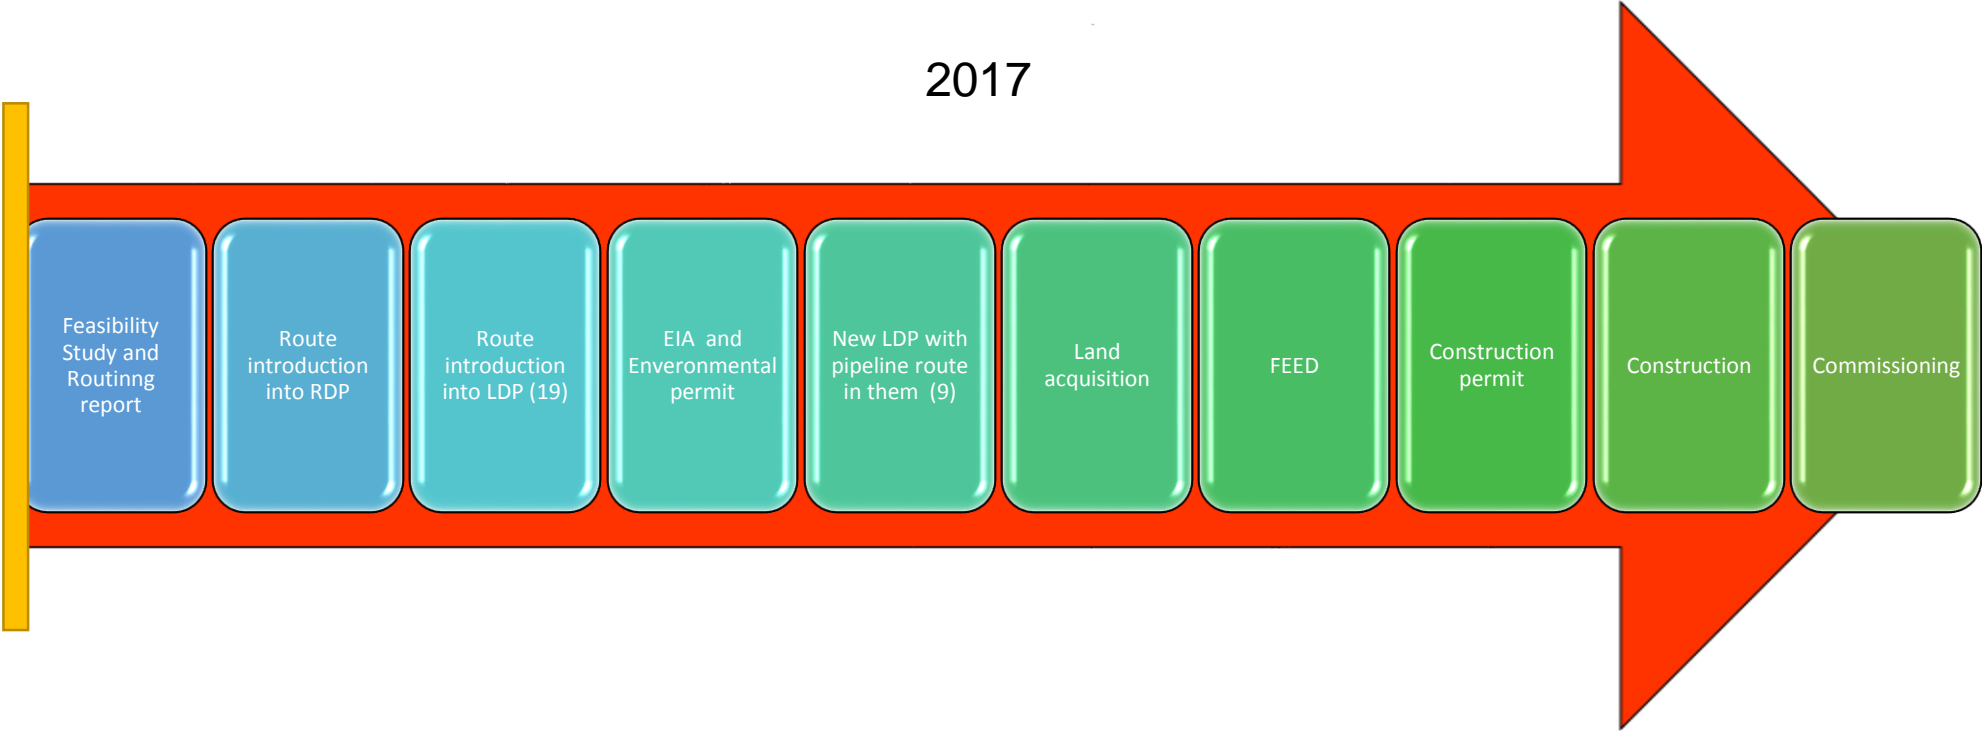 2017
Feasibility
Study and
Routinng
report
Route
introduction
into RDP
Route
introduction
into LDP (19)
EIA and
Enveronmental
permit
New LDP with
pipeline route
in them (9)
Land
acquisition
FEED
Construction
permit
Construction
Commissioning